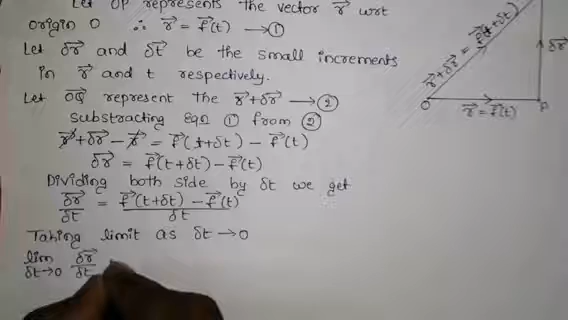 Let OP represents the vector r⃗ wrt
origin O ∴ r⃗ = f⃗(t) ⟶①
Let δr⃗ and δt⃗ be the small increments
in r⃗ and t respectively.
Let OQ⃗ represent the r⃗+δr⃗ ⟶②
substracting Eqn ① from ②
r⃗+δr⃗ - r⃗ = f⃗(t+δt) - f⃗(t)
δr⃗ = f⃗(t+δt) - f⃗(t)
Dividing both side by δt we get
δr⃗/δt = f⃗(t+δt) - f⃗(t)/δt
Taking limit as δt →0
lim δt→0 δr⃗/δt
r⃗+δr⃗ = f⃗(t+δt)
δr⃗
O
P
r⃗=f⃗(t)